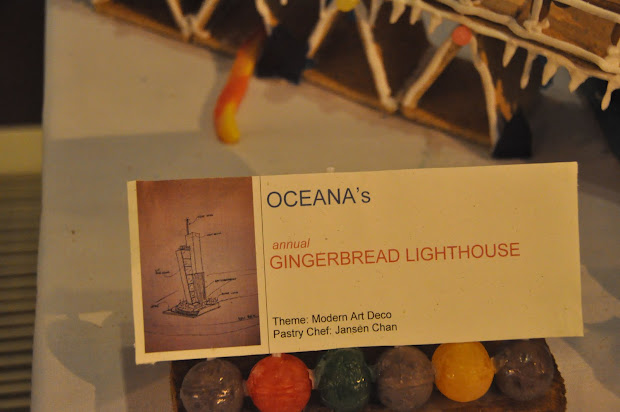 OCEANA's
annual
GINGERBREAD LIGHTHOUSE
Theme: Modern Art Deco
Pastry Chef: Jansen Chan